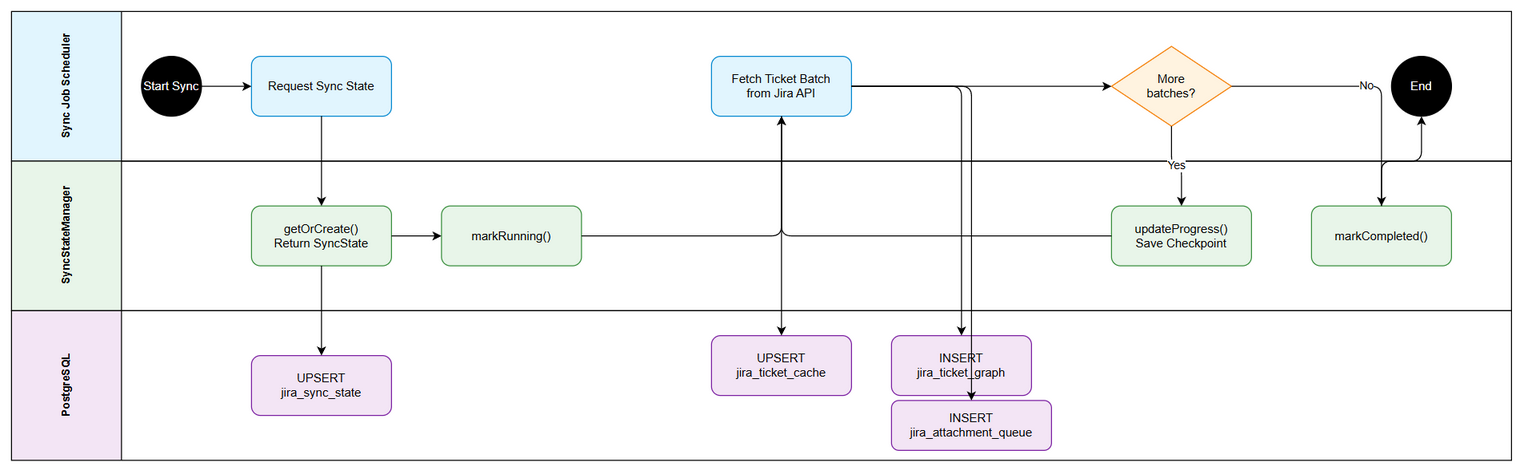 Sync Job Scheduler
Start Sync
Request Sync State
Fetch Ticket Batch
from Jira API
More
batches?
No
End
Yes
SyncStateManager
getOrCreate()
Return SyncState
markRunning()
updateProgress()
Save Checkpoint
markCompleted()
PostgreSQL
UPSERT
jira_sync_state
UPSERT
jira_ticket_cache
INSERT
jira_ticket_graph
INSERT
jira_attachment_queue